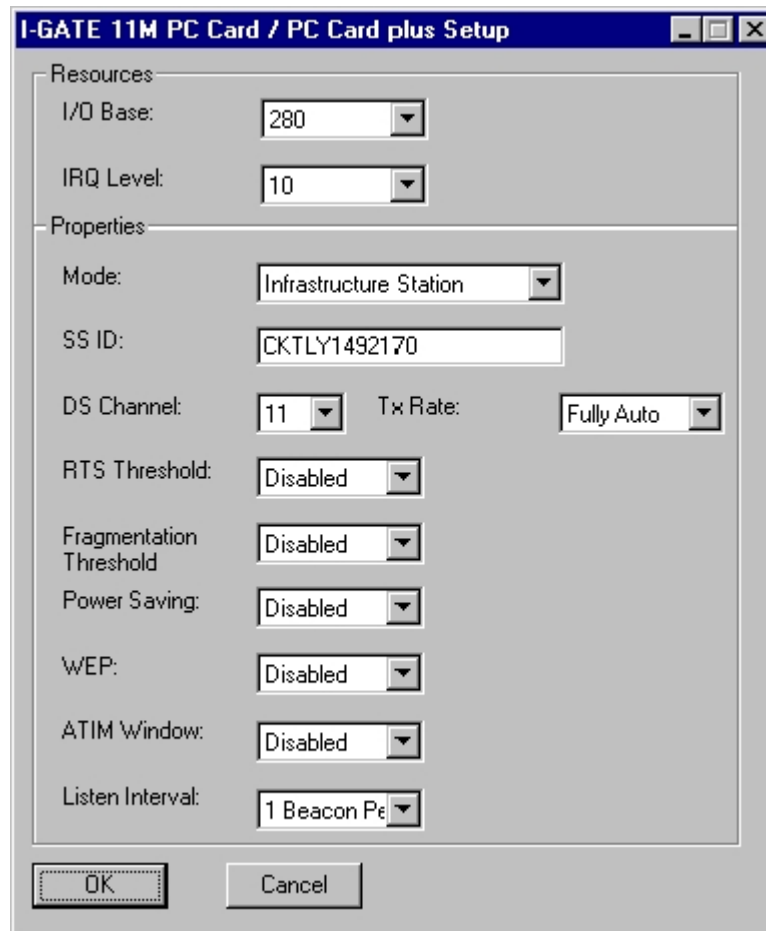 I-GATE 11M PC Card / PC Card plus Setup
Resources
I/O Base: 280
IRQ Level: 10
Properties
Mode: Infrastructure Station
SS ID: CKTLY1492170
DS Channel: 11 Tx Rate: Fully Auto
RTS Threshold: Disabled
Fragmentation
Threshold Disabled
Power Saving: Disabled
WEP: Disabled
ATIM Window: Disabled
Listen Interval: 1 Beacon Pe
OK Cancel